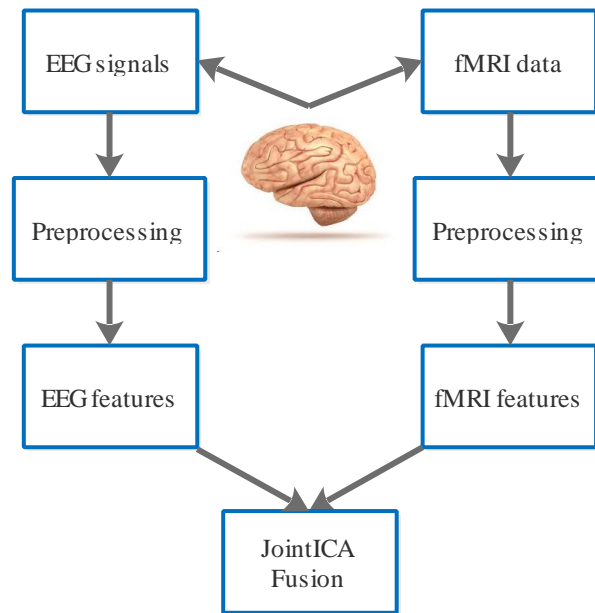 EEG signals
fMRI data
Preprocessing
Preprocessing
EEG features
fMRI features
JointICA
Fusion